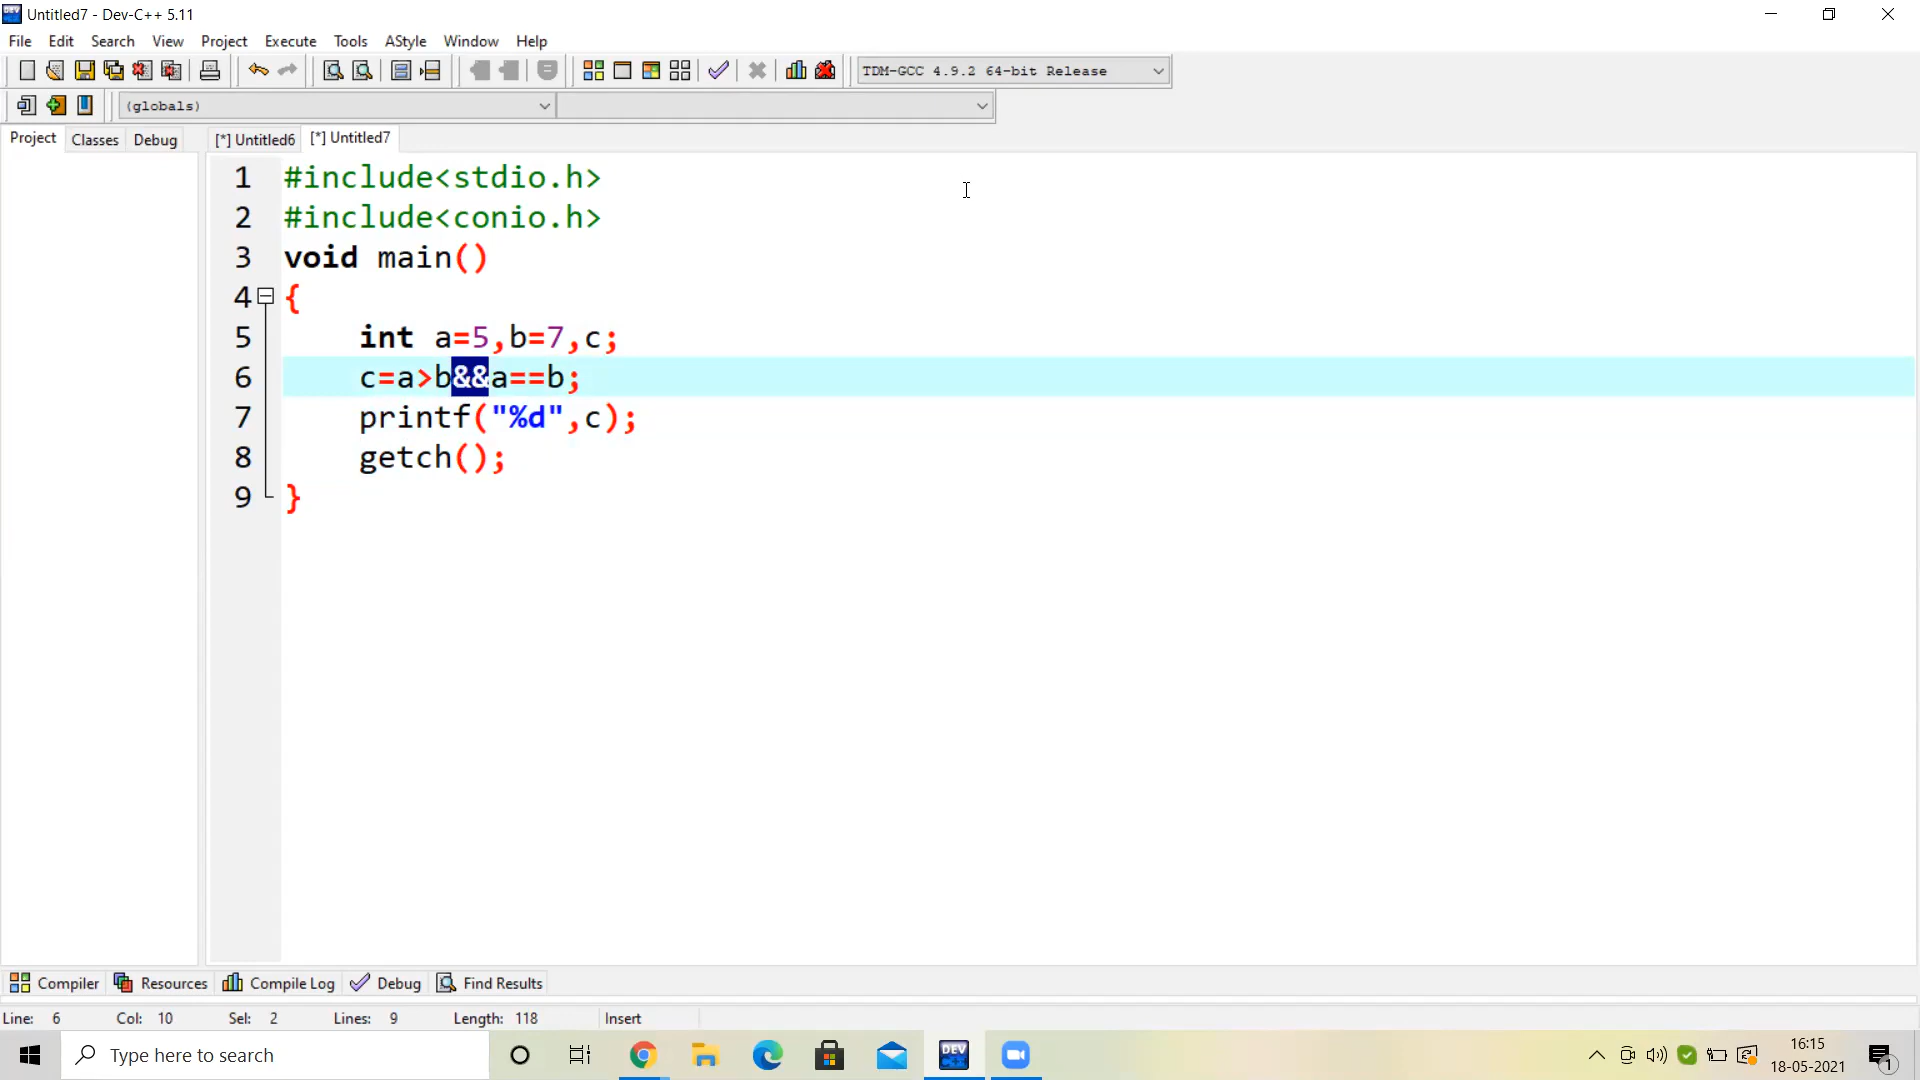 Untitled7 - Dev-C++ 5.11
File Edit Search View Project Execute Tools AStyle Window Help
TDM-GCC 4.9.2 64-bit Release
(globals)
Project Classes Debug [*] Untitled6 [*] Untitled7
1 #include<stdio.h>
2 #include<conio.h>
3 void main()
4 {
5 int a=5,b=7,c;
6 c=a>b&&a==b;
7 printf("%d",c);
8 getch();
9 }
Compiler Resources Compile Log Debug Find Results
Line: 6 Col: 10 Sel: 2 Lines: 9 Length: 118 Insert
Type here to search
DEV
16:15
18-05-2021
1